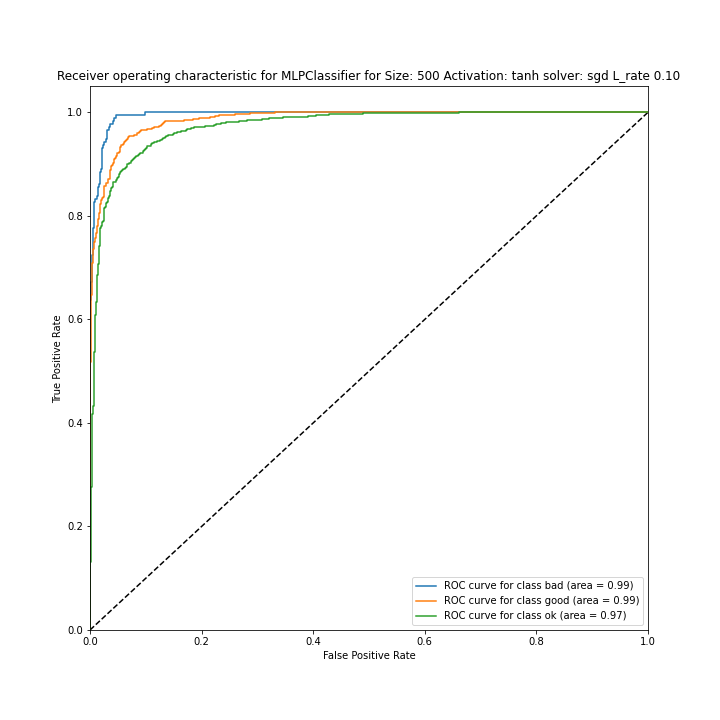 Receiver operating characteristic for MLPClassifier for Size: 500 Activation: tanh solver: sgd L_rate 0.10
1.0
0.8
0.6
0.4
0.2
0.0
True Positive Rate
0.0 0.2 0.4 0.6 0.8 1.0
False Positive Rate
ROC curve for class bad (area = 0.99)
ROC curve for class good (area = 0.99)
ROC curve for class ok (area = 0.97)